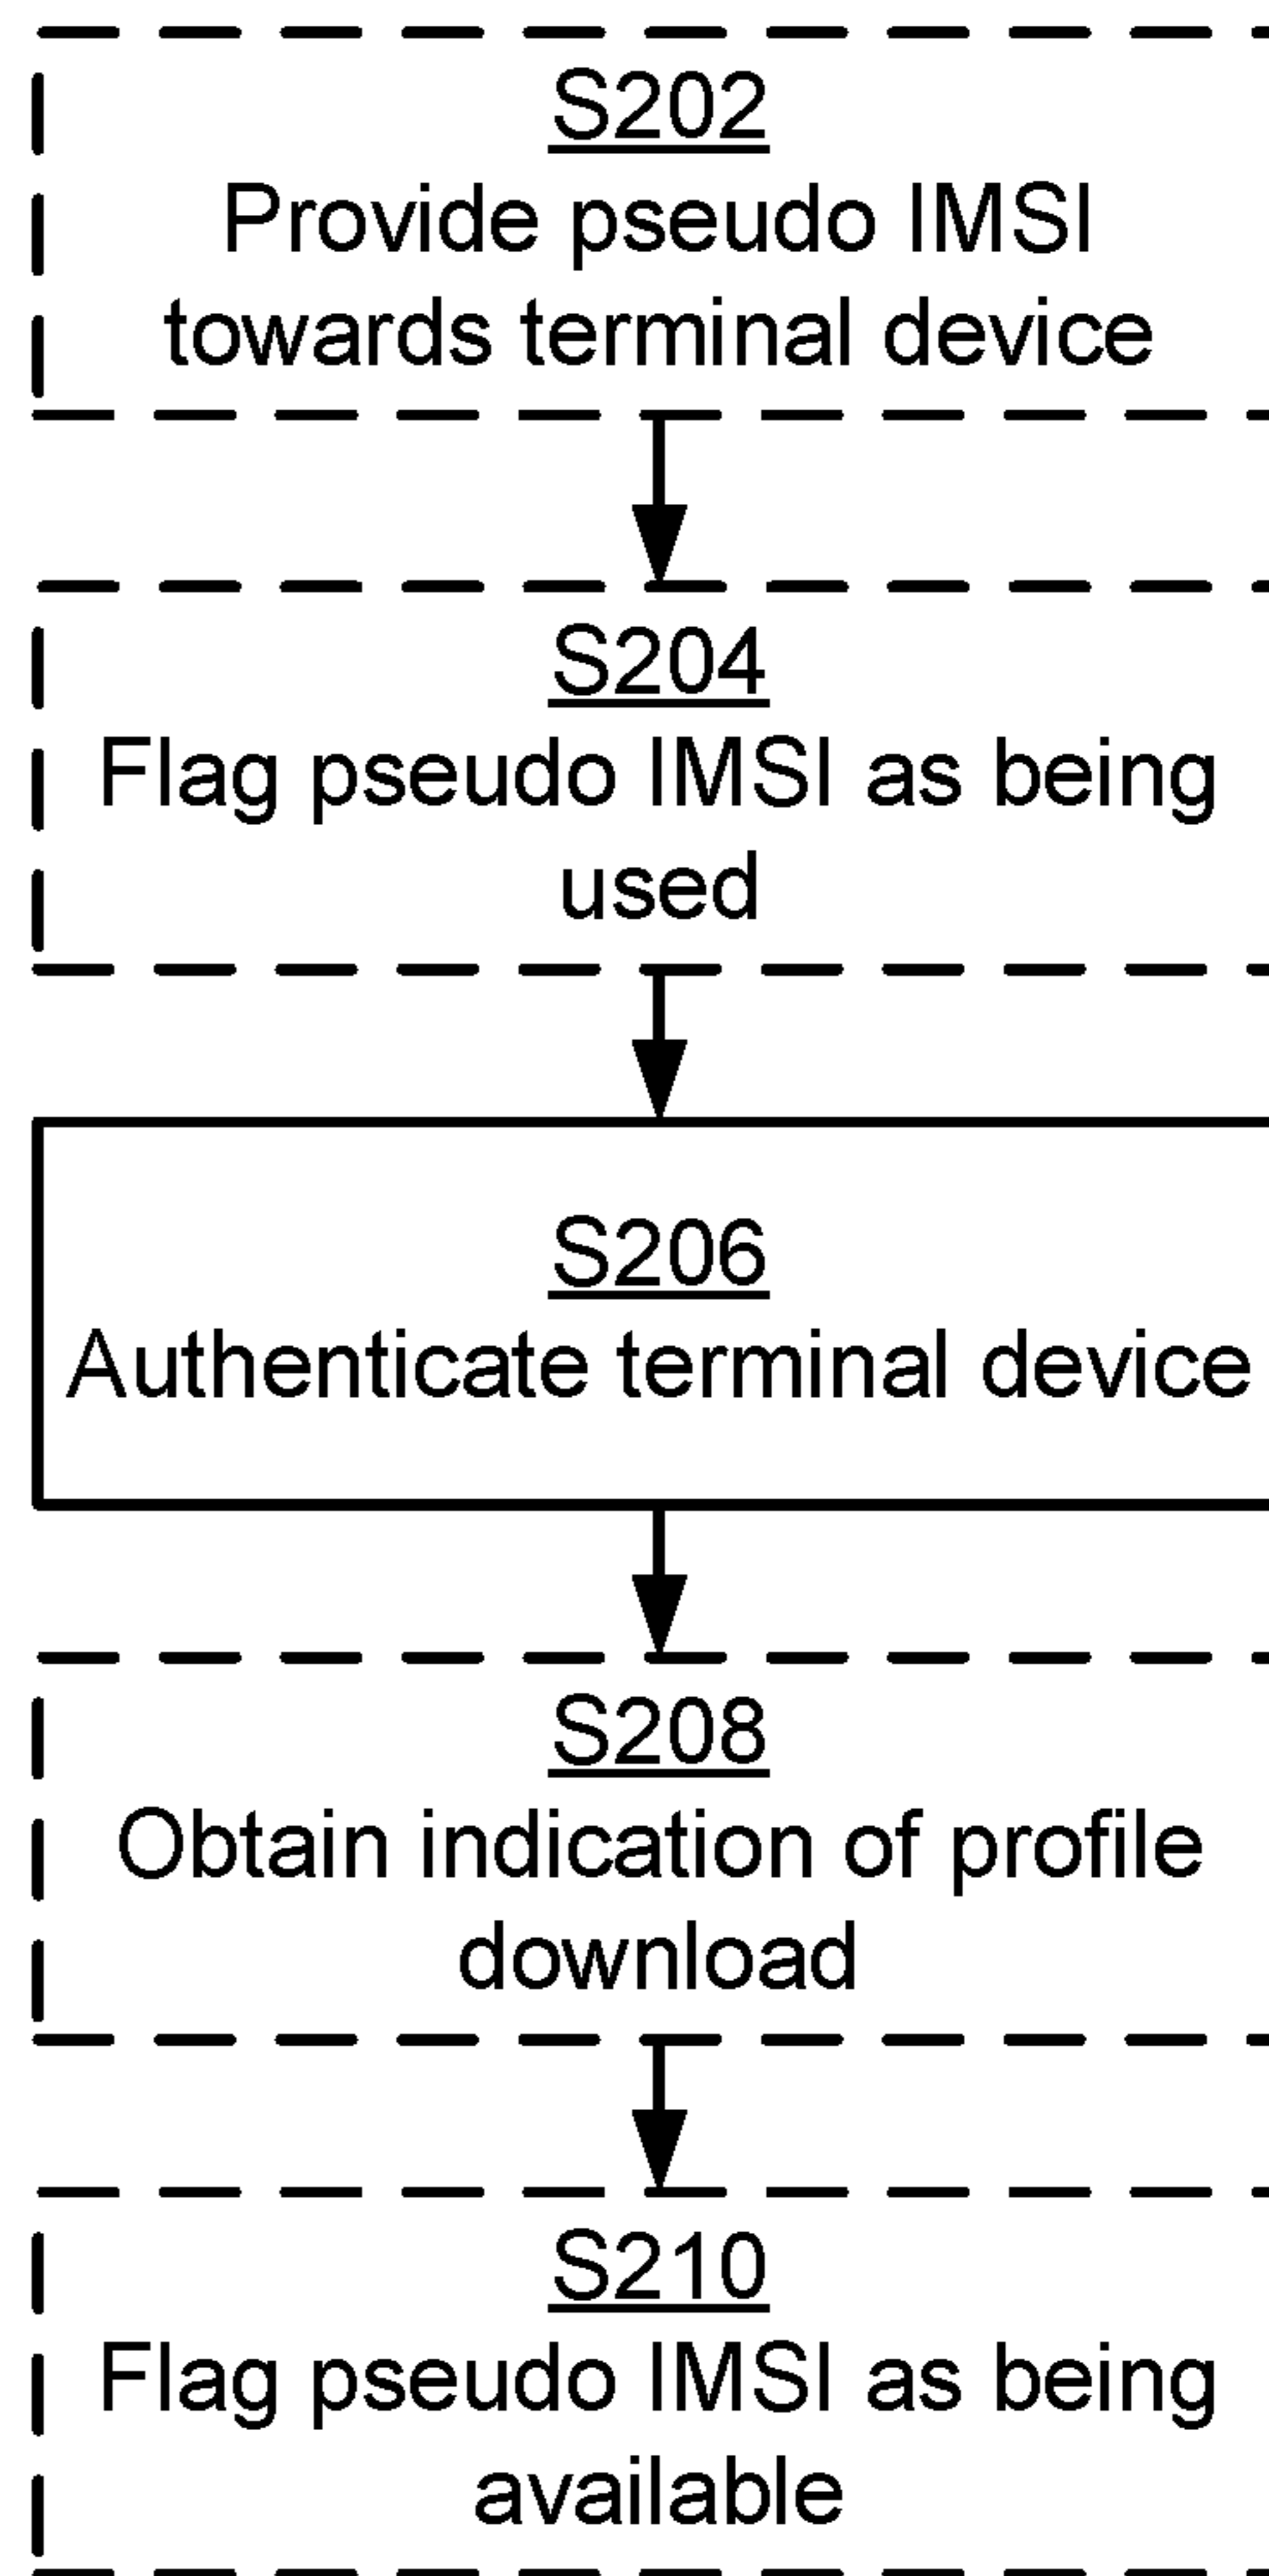 S202
Provide pseudo IMSI
towards terminal device
S204
Flag pseudo IMSI as being
used
S206
Authenticate terminal device
S208
Obtain indication of profile
download
S210
Flag pseudo IMSI as being
available